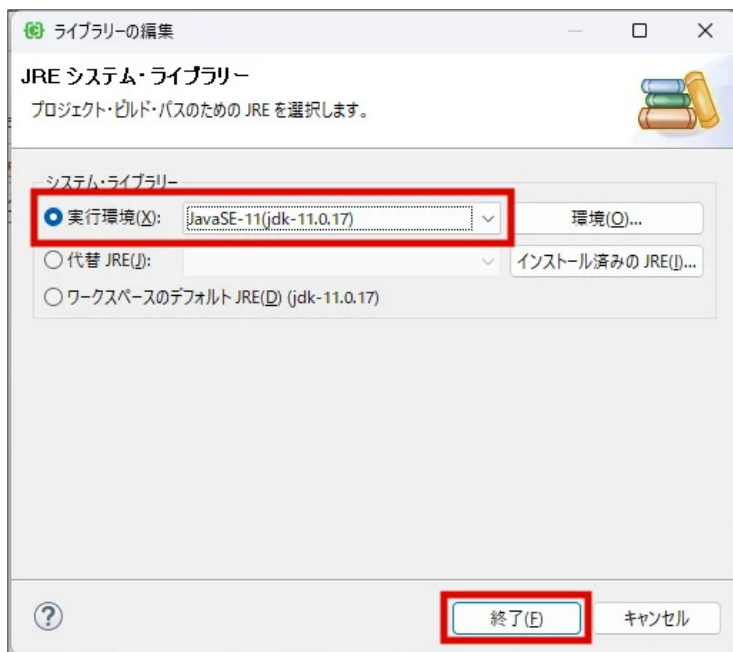 ライブラリーの編集
JRE システム・ライブラリー
プロジェクト・ビルド・パスのための JRE を選択します。
システム・ライブラリー
実行環境(X): JavaSE-11(jdk-11.0.17) 環境(O)...
代替 JRE(J): インストール済みの JRE(I)...
ワークスペースのデフォルト JRE(D) (jdk-11.0.17)
終了(F) キャンセル